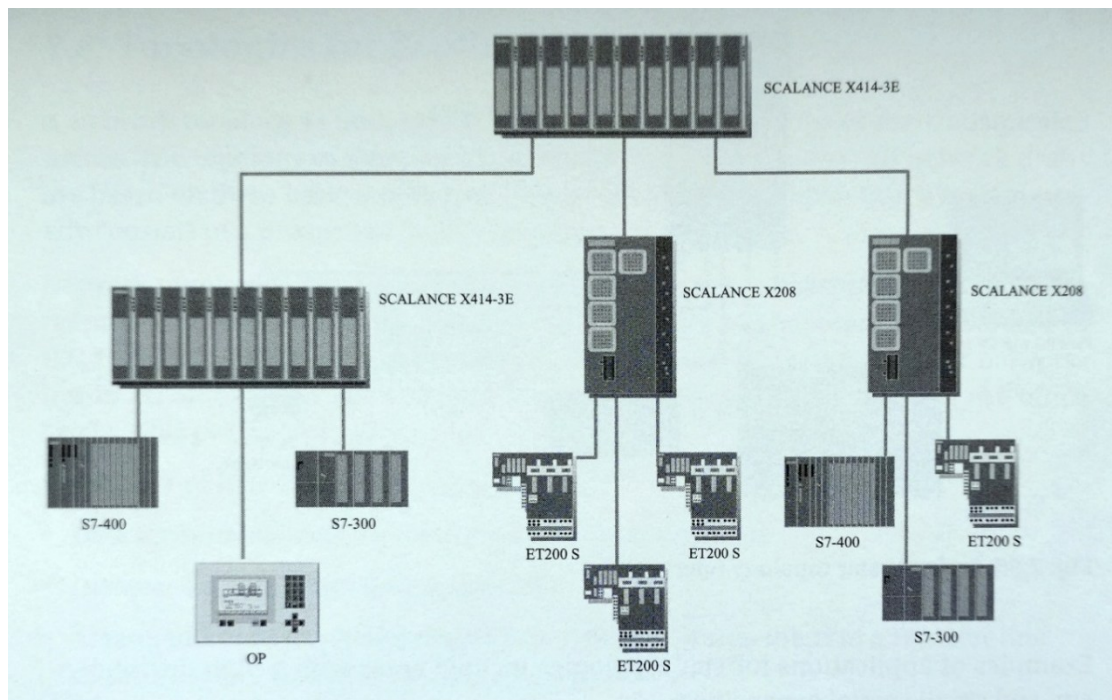 SCALANCE X414-3E
SCALANCE X414-3E
SCALANCE X208
SCALANCE X208
S7-400
S7-300
OP
ET200 S
ET200 S
ET200 S
S7-400
ET200 S
S7-300